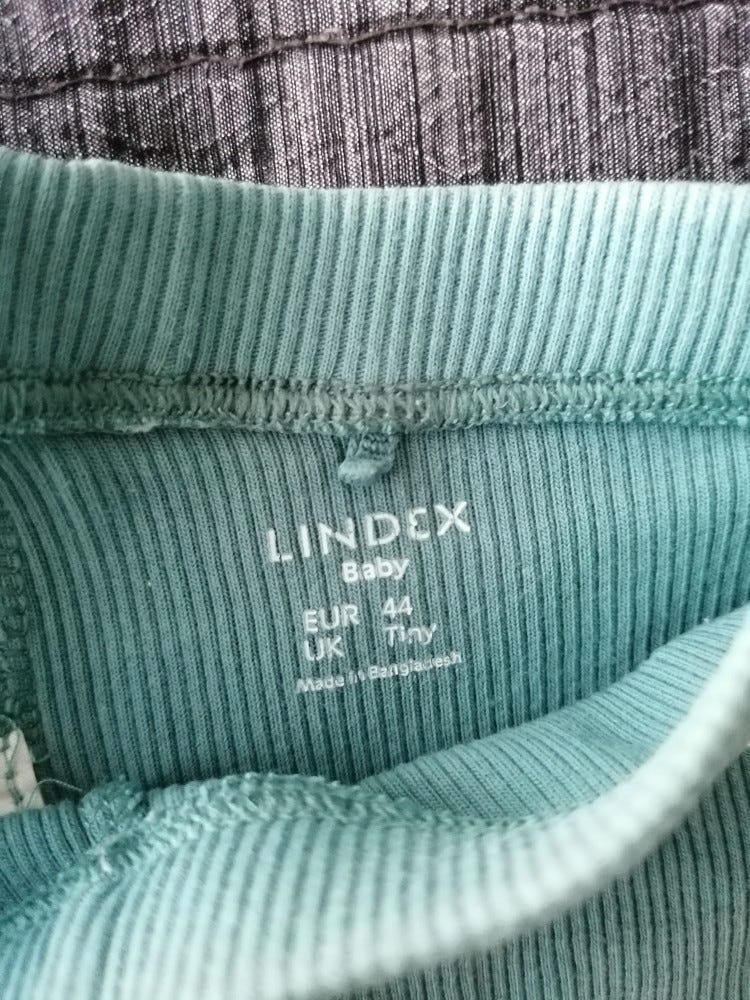 LINDEX
Baby
EUR 44
UK Tiny
Made in Bangladesh